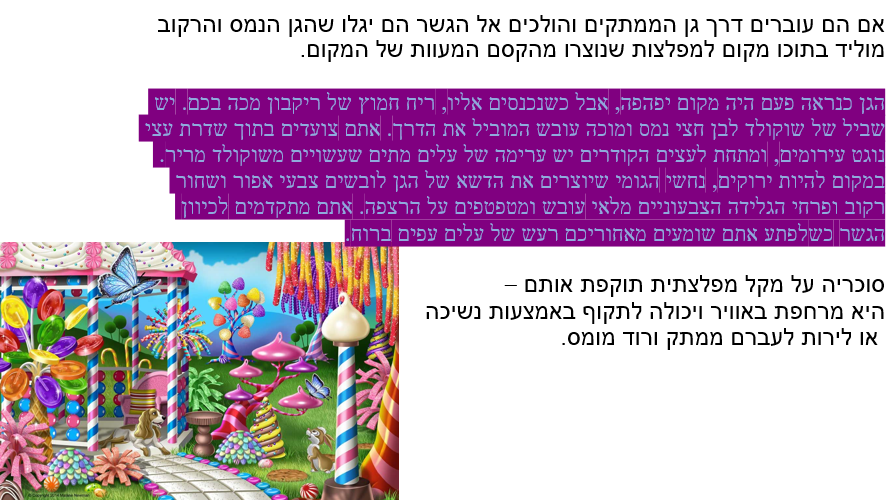 אם הם עוברים דרך גן הממתקים והולכים אל הגשר הם יגלו שהגן הנמס והרקוב
מוליד בתוכו מקום למפלצות שנוצרו מהקסם המעוות של המקום.
הגן כנראה פעם היה מקום יפהפה, אבל כשנכנסים אליו, ריח חמוץ של ריקבון מכה בכם. יש
שביל של שוקולד לבן חצי נמס ומוכה עובש המוביל את הדרך. אתם צועדים בתוך שדרת עצי
נוגט עירומים, ומתחת לעצים הקודרים יש ערימה של עלים מתים שעשויים משוקולד מריר.
במקום להיות ירוקים, נחשי הגומי שיוצרים את הדשא של הגן לובשים צבעי אפור ושחור
רקוב ופרחי הגלידה הצבעוניים מלאי עובש ומטפטפים על הרצפה. אתם מתקדמים לכיוון
הגשר כשלפתע אתם שומעים מאחוריכם רעש של עלים עפים ברוח.
סוכריה על מקל מפלצתית תוקפת אותם –
היא מרחפת באוויר ויכולה לתקוף באמצעות נשיכה
או לירות לעברם ממתק ורוד מומס.